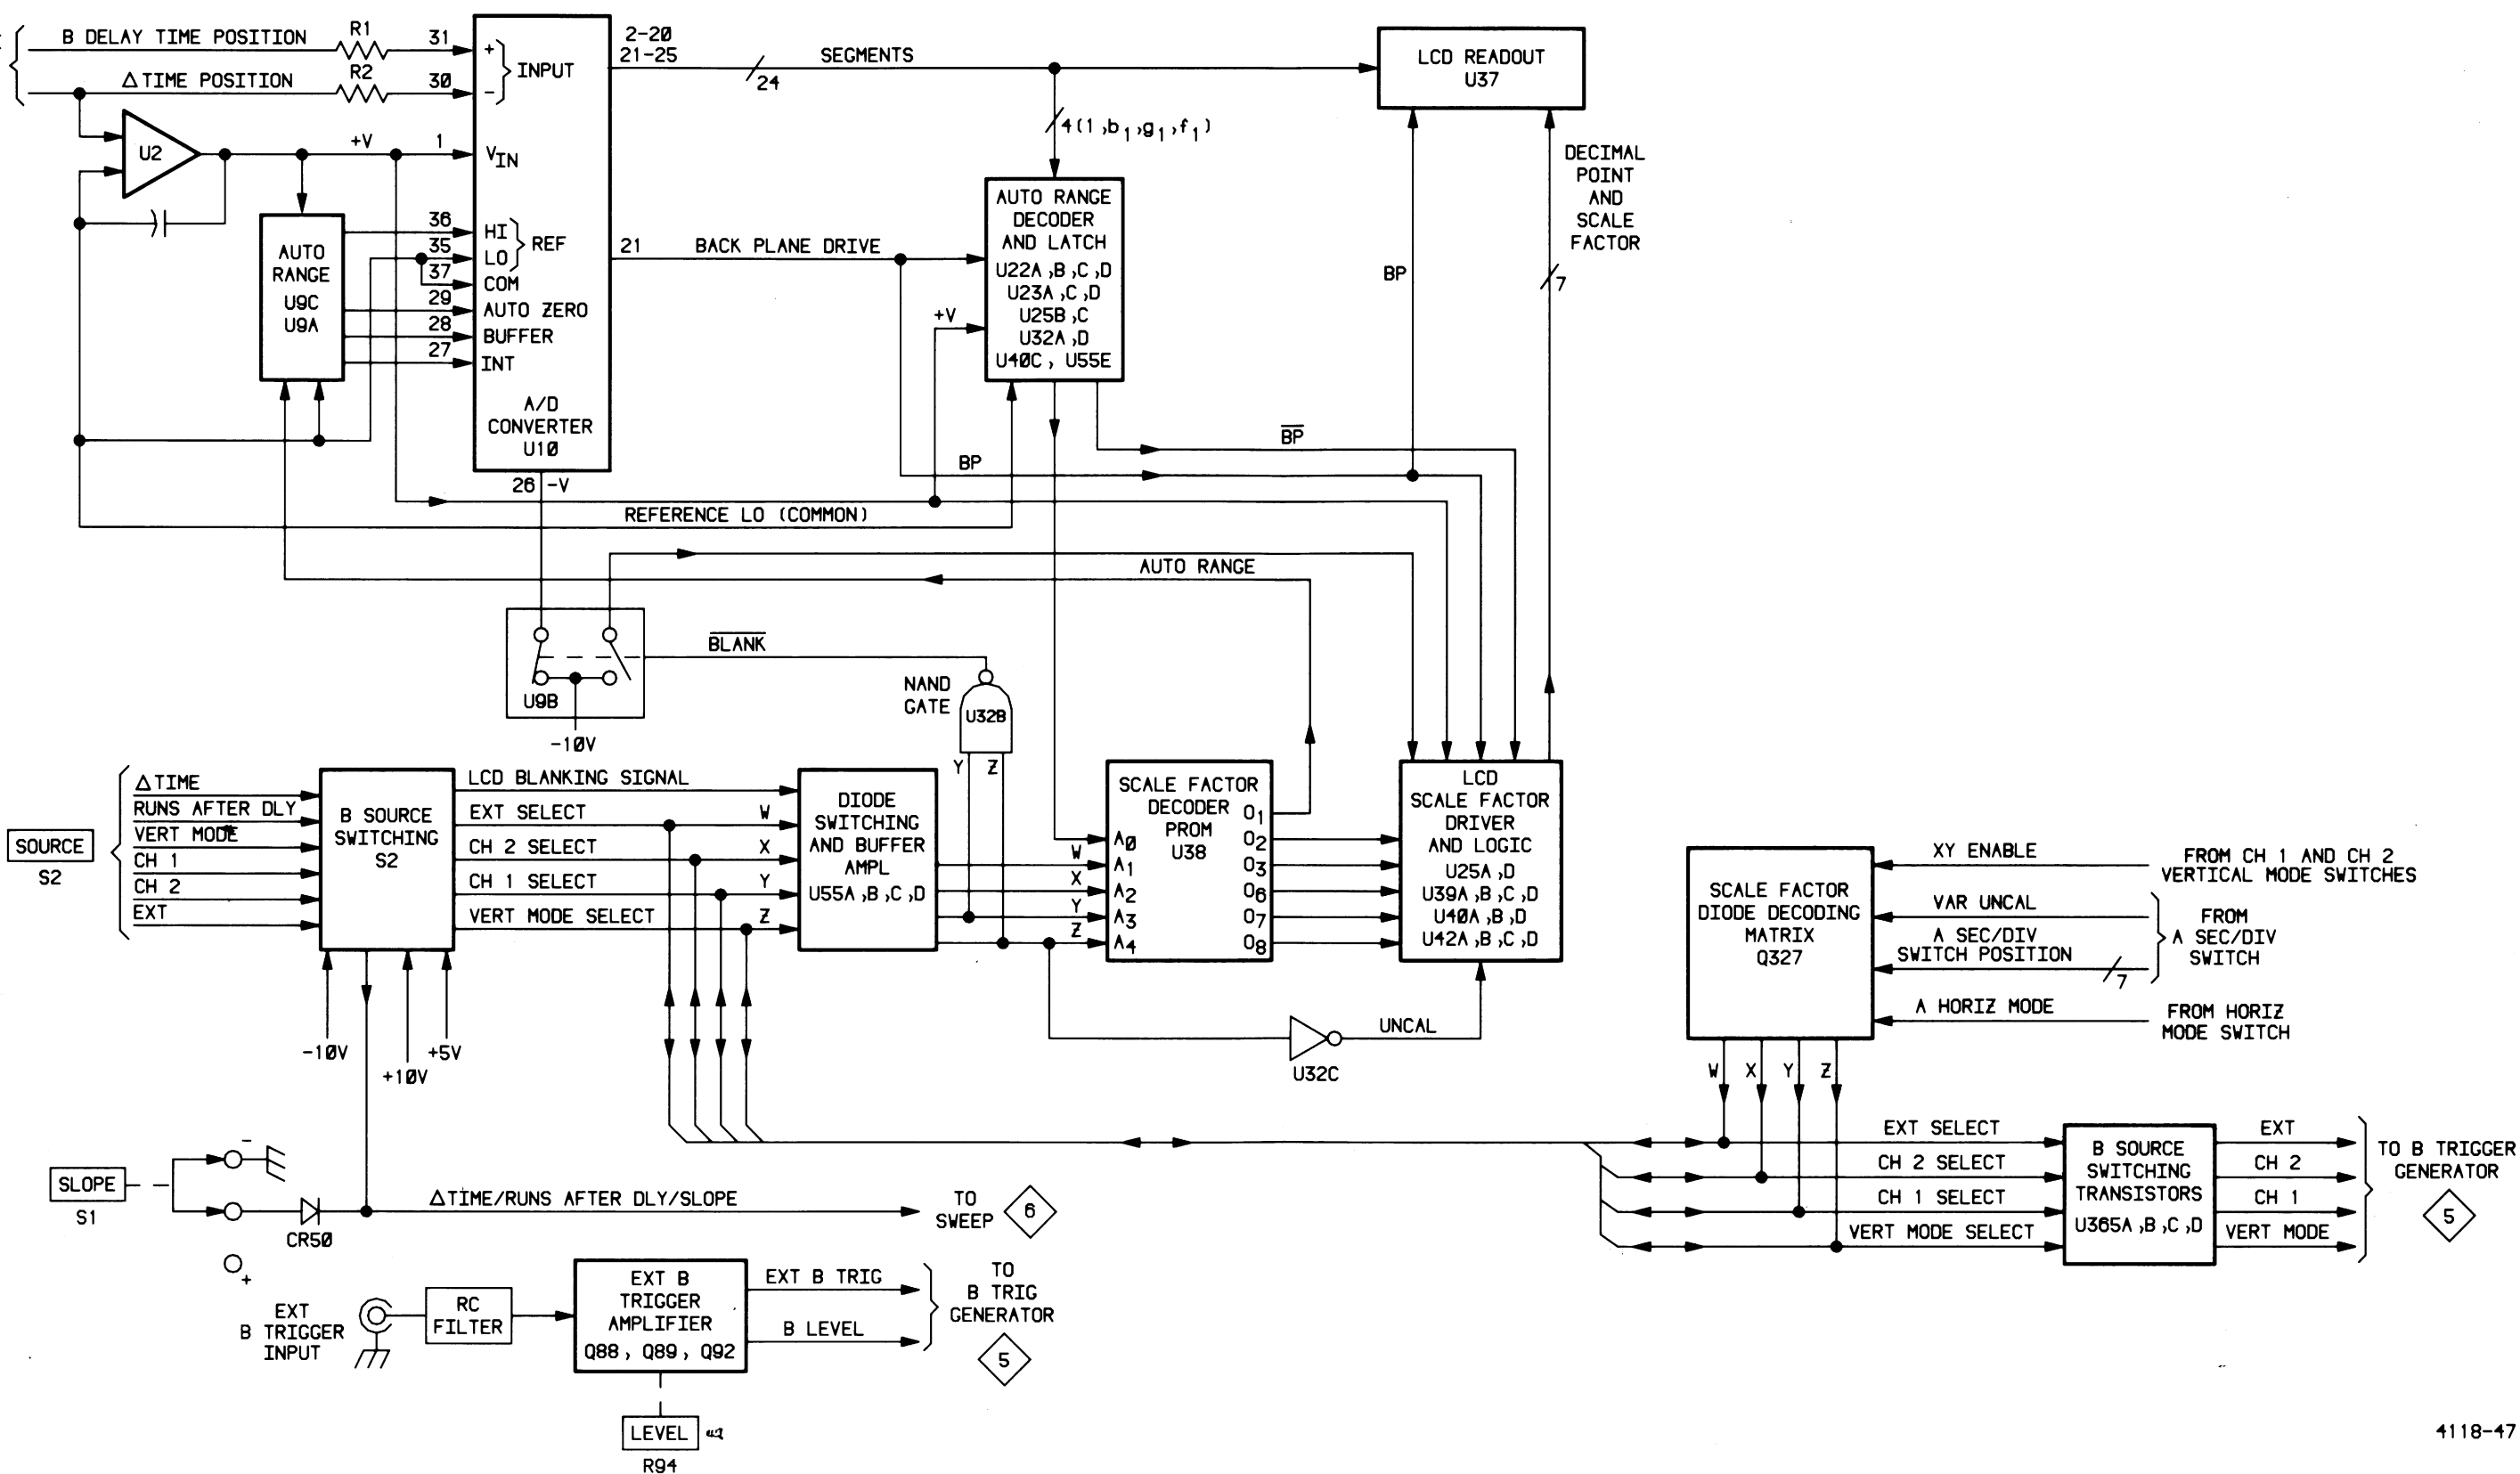 B DELAY TIME POSITION
R1
31
+
INPUT
Δ TIME POSITION
R2
30
-
2-20
21-25
SEGMENTS
24
LCD READOUT
U37
4(1,b1,g1,f1)
U2
+V
1
VIN
AUTO
RANGE
U9C
U9A
36
HI
35
LO
REF
37
COM
29
AUTO ZERO
28
BUFFER
27
INT
A/D
CONVERTER
U10
21
BACK PLANE DRIVE
+V
AUTO RANGE
DECODER
AND LATCH
U22A,B,C,D
U23A,C,D
U25B,C
U32A,D
U40C, U55E
DECIMAL
POINT
AND
SCALE
FACTOR
BP
7
BP
BP
26
-V
REFERENCE LO (COMMON)
AUTO RANGE
U9B
-10V
BLANK
NAND
GATE
U32B
Y
Z
SOURCE
S2
Δ TIME
RUNS AFTER DLY
VERT MODE
CH 1
CH 2
EXT
B SOURCE
SWITCHING
S2
-10V
+10V
+5V
LCD BLANKING SIGNAL
EXT SELECT
W
CH 2 SELECT
X
CH 1 SELECT
Y
VERT MODE SELECT
Z
DIODE
SWITCHING
AND BUFFER
AMPL
U55A,B,C,D
W
X
Y
Z
SCALE FACTOR
DECODER
PROM
U38
A0
A1
A2
A3
A4
O1
O2
O3
O6
O7
O8
LCD
SCALE FACTOR
DRIVER
AND LOGIC
U25A,D
U39A,B,C,D
U40A,B,D
U42A,B,C,D
U32C
UNCAL
SCALE FACTOR
DIODE DECODING
MATRIX
Q327
XY ENABLE
FROM CH 1 AND CH 2
VERTICAL MODE SWITCHES
VAR UNCAL
A SEC/DIV
SWITCH POSITION
7
FROM
A SEC/DIV
SWITCH
A HORIZ MODE
FROM HORIZ
MODE SWITCH
W
X
Y
Z
EXT SELECT
CH 2 SELECT
CH 1 SELECT
VERT MODE SELECT
B SOURCE
SWITCHING
TRANSISTORS
U365A,B,C,D
EXT
CH 2
CH 1
VERT MODE
TO B TRIGGER
GENERATOR
5
SLOPE
S1
-
CR50
+
Δ TIME/RUNS AFTER DLY/SLOPE
TO
SWEEP
6
EXT
B TRIGGER
INPUT
RC
FILTER
EXT B
TRIGGER
AMPLIFIER
Q88, Q89, Q92
EXT B TRIG
B LEVEL
TO
B TRIG
GENERATOR
5
LEVEL
R94
4118-47